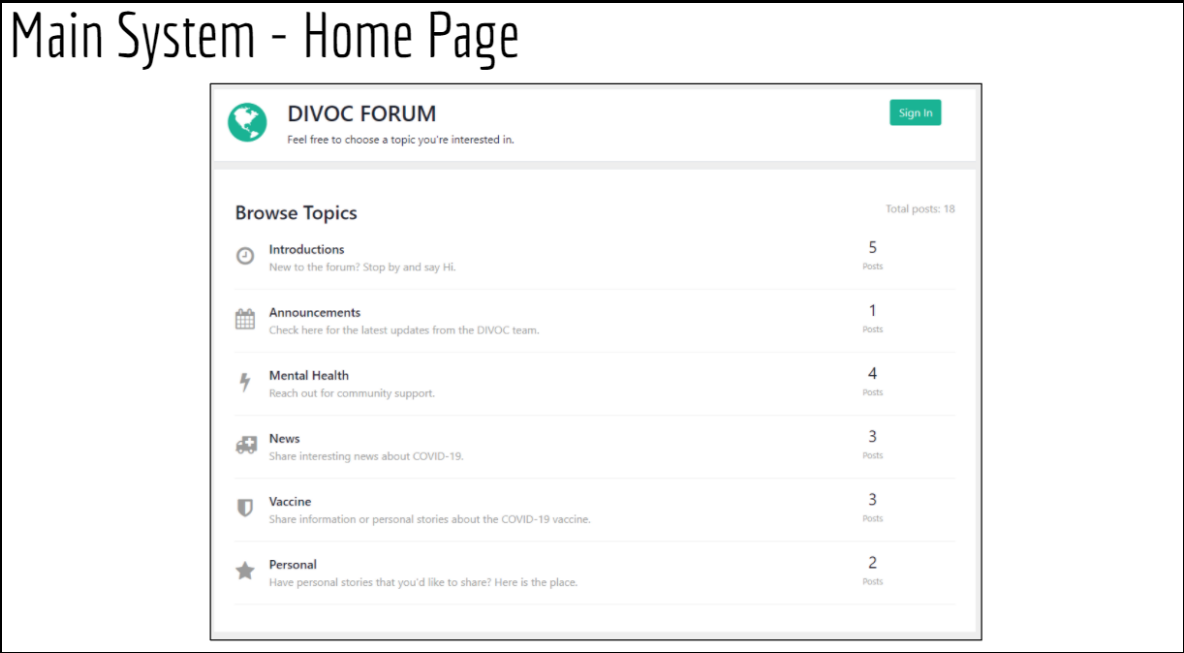 Main System - Home Page
DIVOC FORUM
Sign In
Feel free to choose a topic you're interested in.
Browse Topics
Total posts: 18
Introductions
5
New to the forum? Stop by and say Hi.
Posts
Announcements
1
Check here for the latest updates from the DIVOC team.
Posts
Mental Health
4
Reach out for community support.
Posts
News
3
Share interesting news about COVID-19.
Posts
Vaccine
3
Share information or personal stories about the COVID-19 vaccine.
Posts
Personal
2
Have personal stories that you'd like to share? Here is the place.
Posts